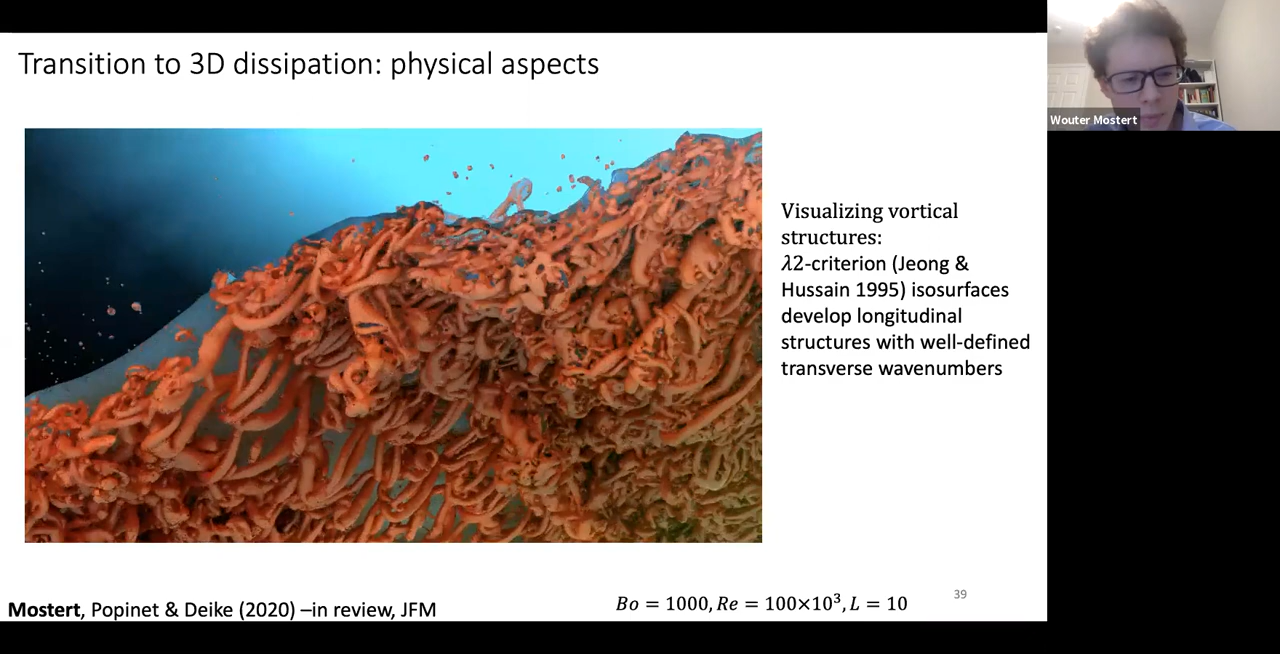 Transition to 3D dissipation: physical aspects
Wouter Mostert
Visualizing vortical
structures:
λ2-criterion (Jeong &
Hussain 1995) isosurfaces
develop longitudinal
structures with well-defined
transverse wavenumbers
Mostert, Popinet & Deike (2020) –in review, JFM
Bo = 1000, Re = 100×10³, L = 10
39